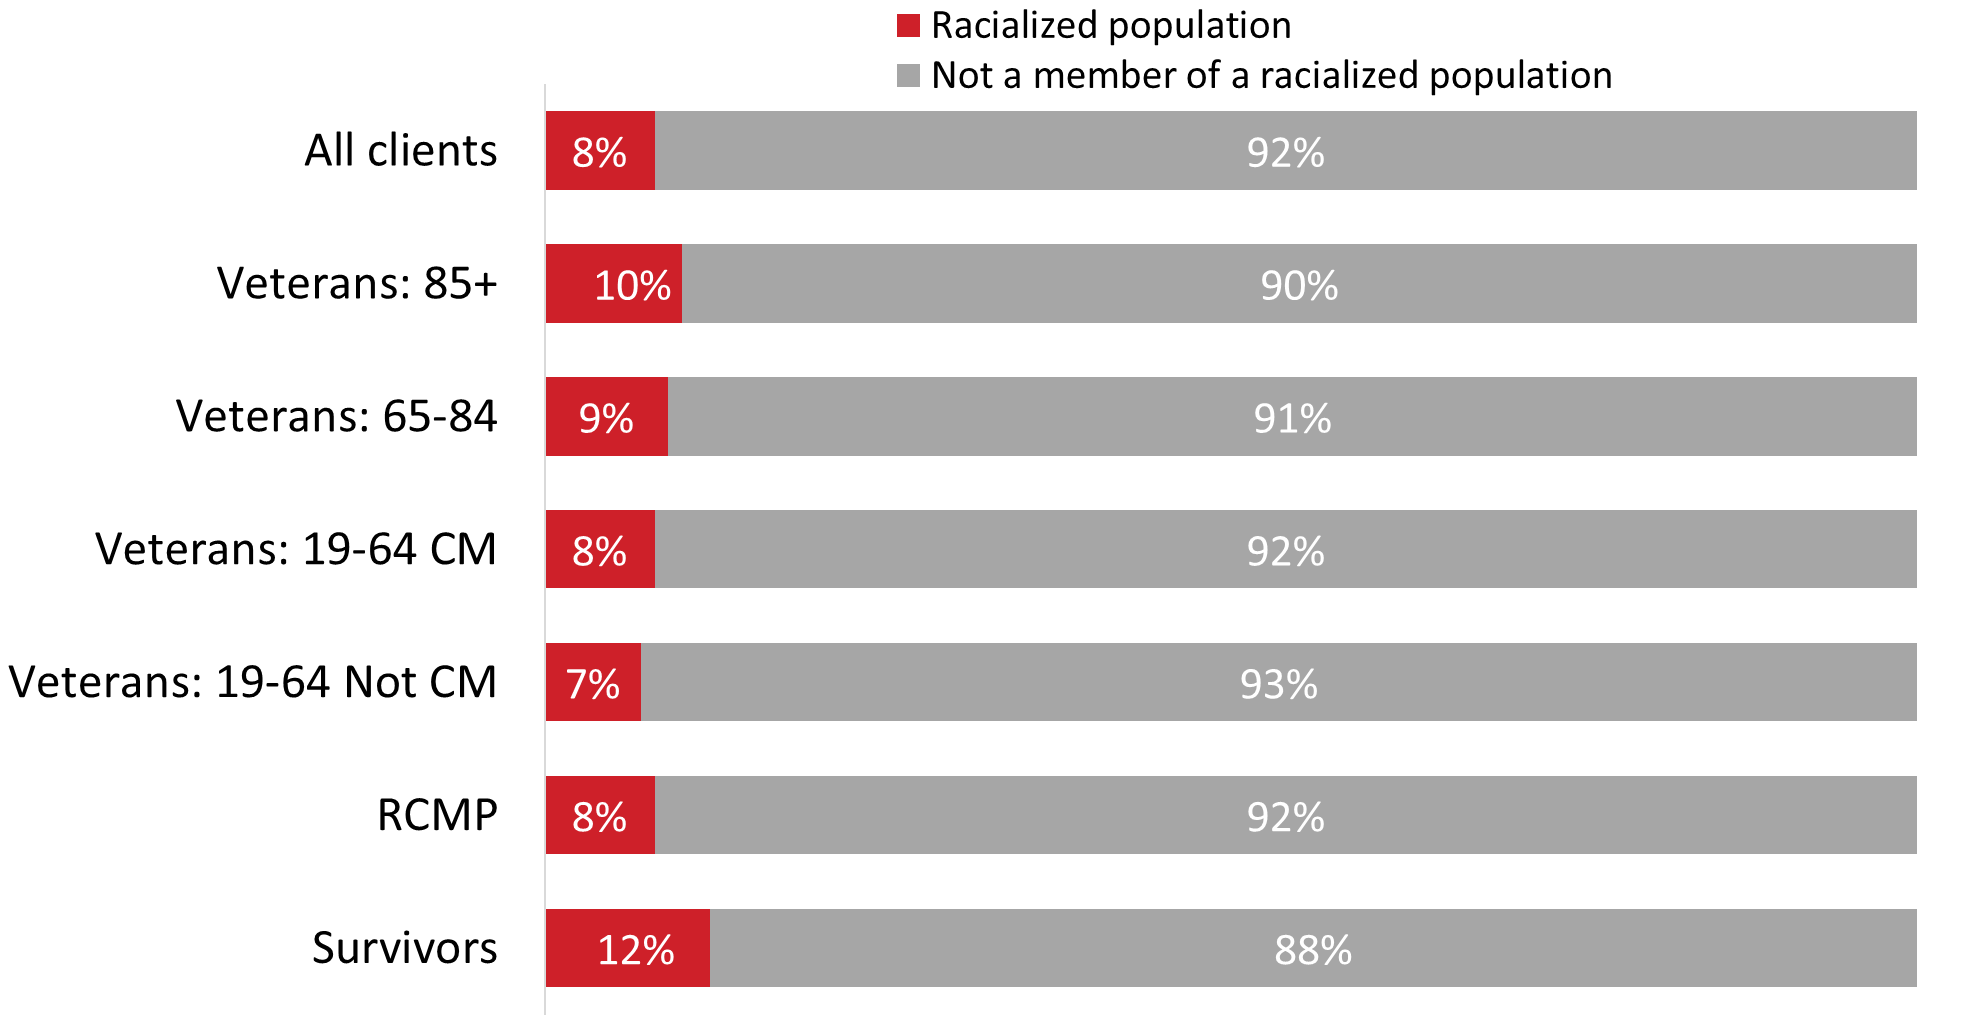 Racialized population
Not a member of a racialized population
All clients 8% 92%
Veterans: 85+ 10% 90%
Veterans: 65-84 9% 91%
Veterans: 19-64 CM 8% 92%
Veterans: 19-64 Not CM 7% 93%
RCMP 8% 92%
Survivors 12% 88%